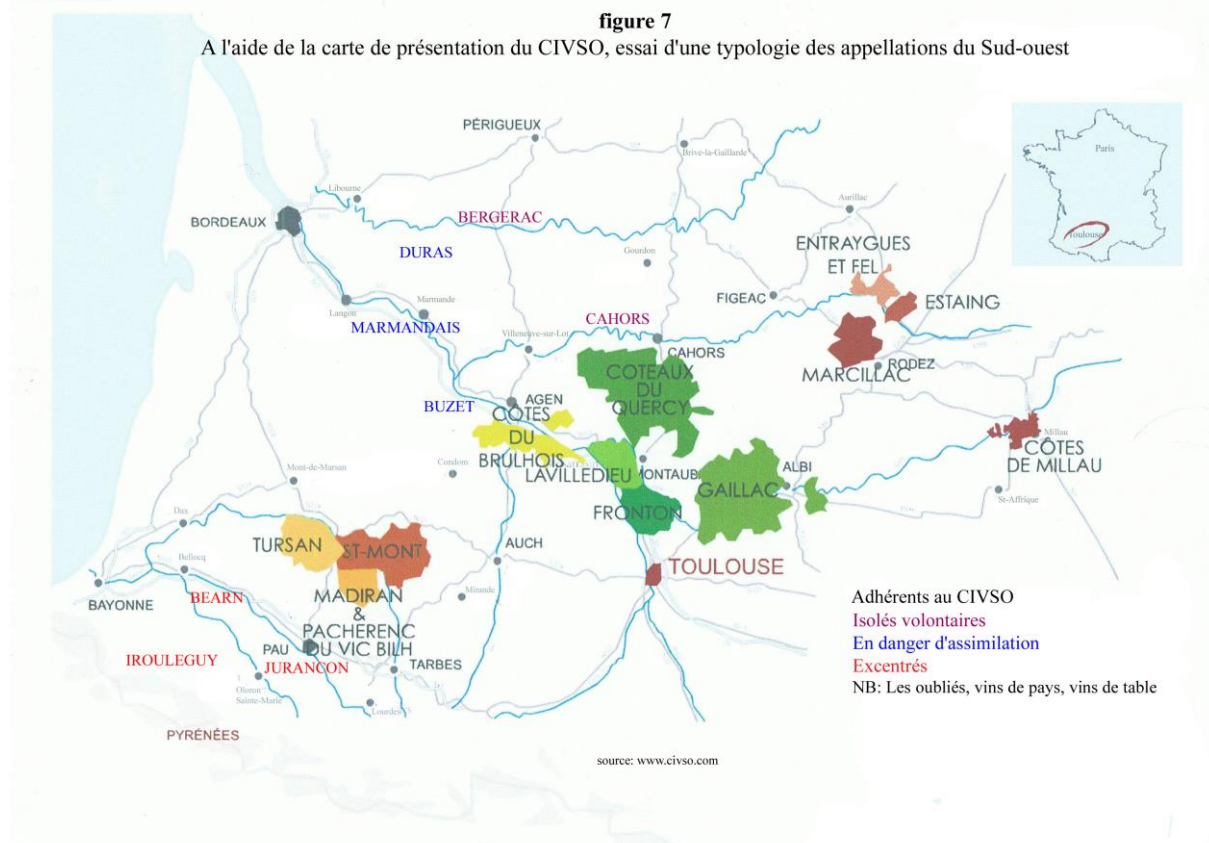 figure 7
A l'aide de la carte de présentation du CIVSO, essai d'une typologie des appellations du Sud-ouest
PÉRIGUEUX
Brive-la-Gaillarde
Paris
Toulouse
Libourne
Aurillac
BORDEAUX
BERGERAC
DURAS
Gourdon
ENTRAYGUES
ET FEL
FIGEAC
ESTAING
Langon
Marmande
MARMANDAIS
CAHORS
Villeneuve-sur-Lot
CAHORS
RODEZ
MARCILLAC
COTEAUX
DU
QUERCY
AGEN
BUZET
CÔTES
DU
BRULHOIS
Millau
CÔTES
DE MILLAU
Mont-de-Marsan
Condom
LAVILLEDIEU
MONTAUB
ALBI
GAILLAC
St-Affrique
FRONTON
Dax
TURSAN
ST-MONT
AUCH
TOULOUSE
Bellocq
BAYONNE
BEARN
MADIRAN
&
PACHERENC
DU VIC BILH
Mirande
Adhérents au CIVSO
Isolés volontaires
En danger d'assimilation
Excentrés
NB: Les oubliés, vins de pays, vins de table
PAU
IROULEGUY
JURANCON
TARBES
Oloron
Sainte-Marie
Lourdes
PYRÉNÉES
source: www.civso.com